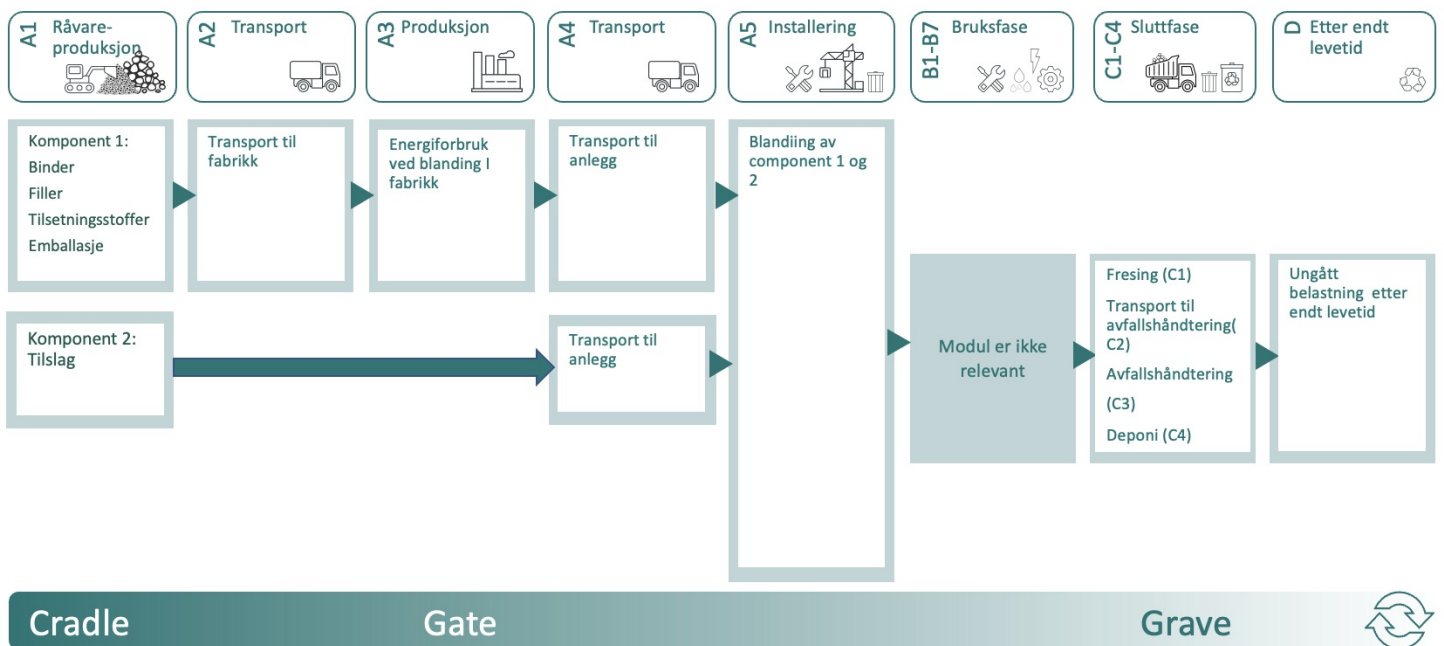 A1 Råvare-
produksjon
A2 Transport
A3 Produksjon
A4 Transport
A5 Installering
B1-B7 Bruksfase
C1-C4 Sluttfase
D Etter endt
levetid
Komponent 1:
Binder
Filler
Tilsetningsstoffer
Emballasje
Transport til
fabrikk
Energiforbruk
ved blanding I
fabrikk
Transport til
anlegg
Blandiing av
component 1 og
2
Komponent 2:
Tilslag
Transport til
anlegg
Modul er ikke
relevant
Fresing (C1)
Transport til
avfallshåndtering(
C2)
Avfallshåndtering
(C3)
Deponi (C4)
Ungått
belastning etter
endt levetid
Cradle
Gate
Grave